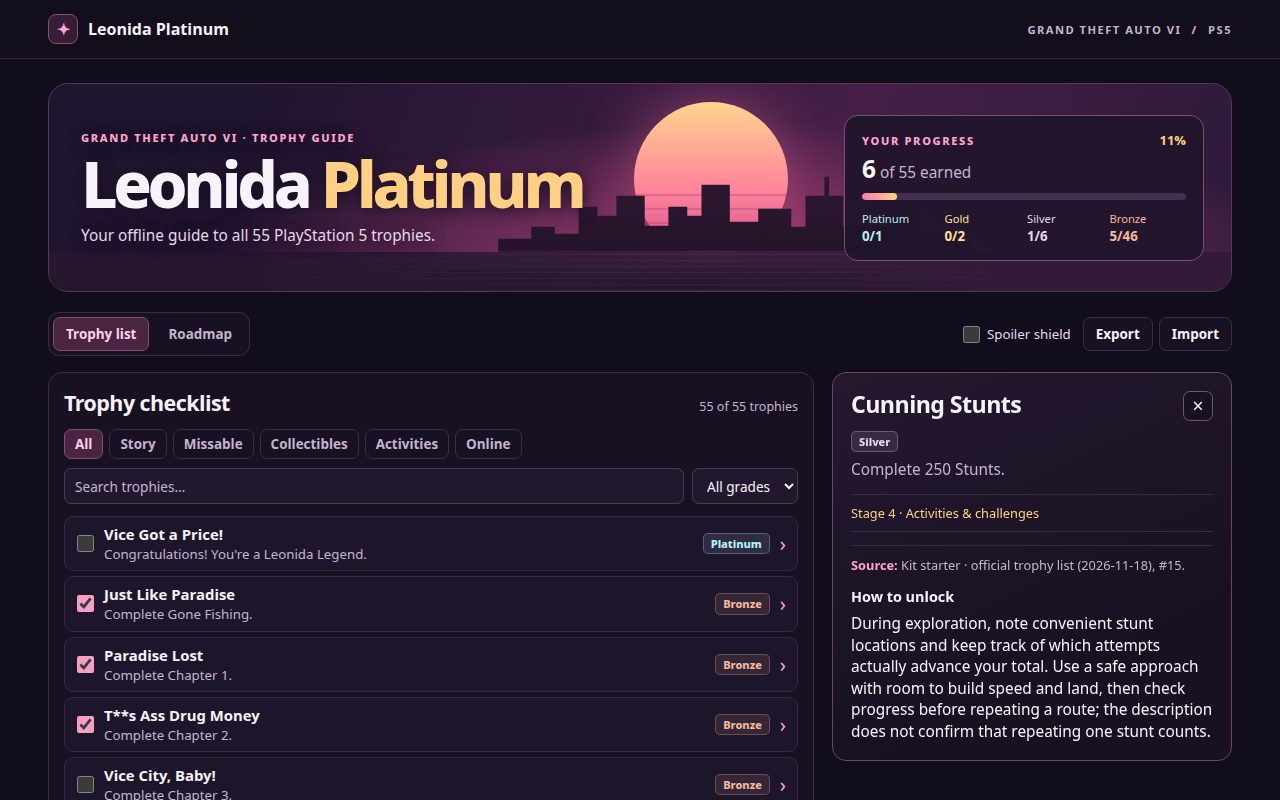 Leonida Platinum
GRAND THEFT AUTO VI / PS5
GRAND THEFT AUTO VI · TROPHY GUIDE
Leonida Platinum
Your offline guide to all 55 PlayStation 5 trophies.
YOUR PROGRESS 11%
6 of 55 earned
Platinum Gold Silver Bronze
0/1 0/2 1/6 5/46
Trophy list Roadmap
Spoiler shield Export Import
Trophy checklist
55 of 55 trophies
All Story Missable Collectibles Activities Online
Search trophies...
All grades
Vice Got a Price!
Congratulations! You're a Leonida Legend.
Platinum
Just Like Paradise
Complete Gone Fishing.
Bronze
Paradise Lost
Complete Chapter 1.
Bronze
T**s Ass Drug Money
Complete Chapter 2.
Bronze
Vice City, Baby!
Complete Chapter 3.
Bronze
Cunning Stunts
Silver
Complete 250 Stunts.
Stage 4 · Activities & challenges
Source: Kit starter · official trophy list (2026-11-18), #15.
How to unlock
During exploration, note convenient stunt
locations and keep track of which attempts
actually advance your total. Use a safe approach
with room to build speed and land, then check
progress before repeating a route; the description
does not confirm that repeating one stunt counts.